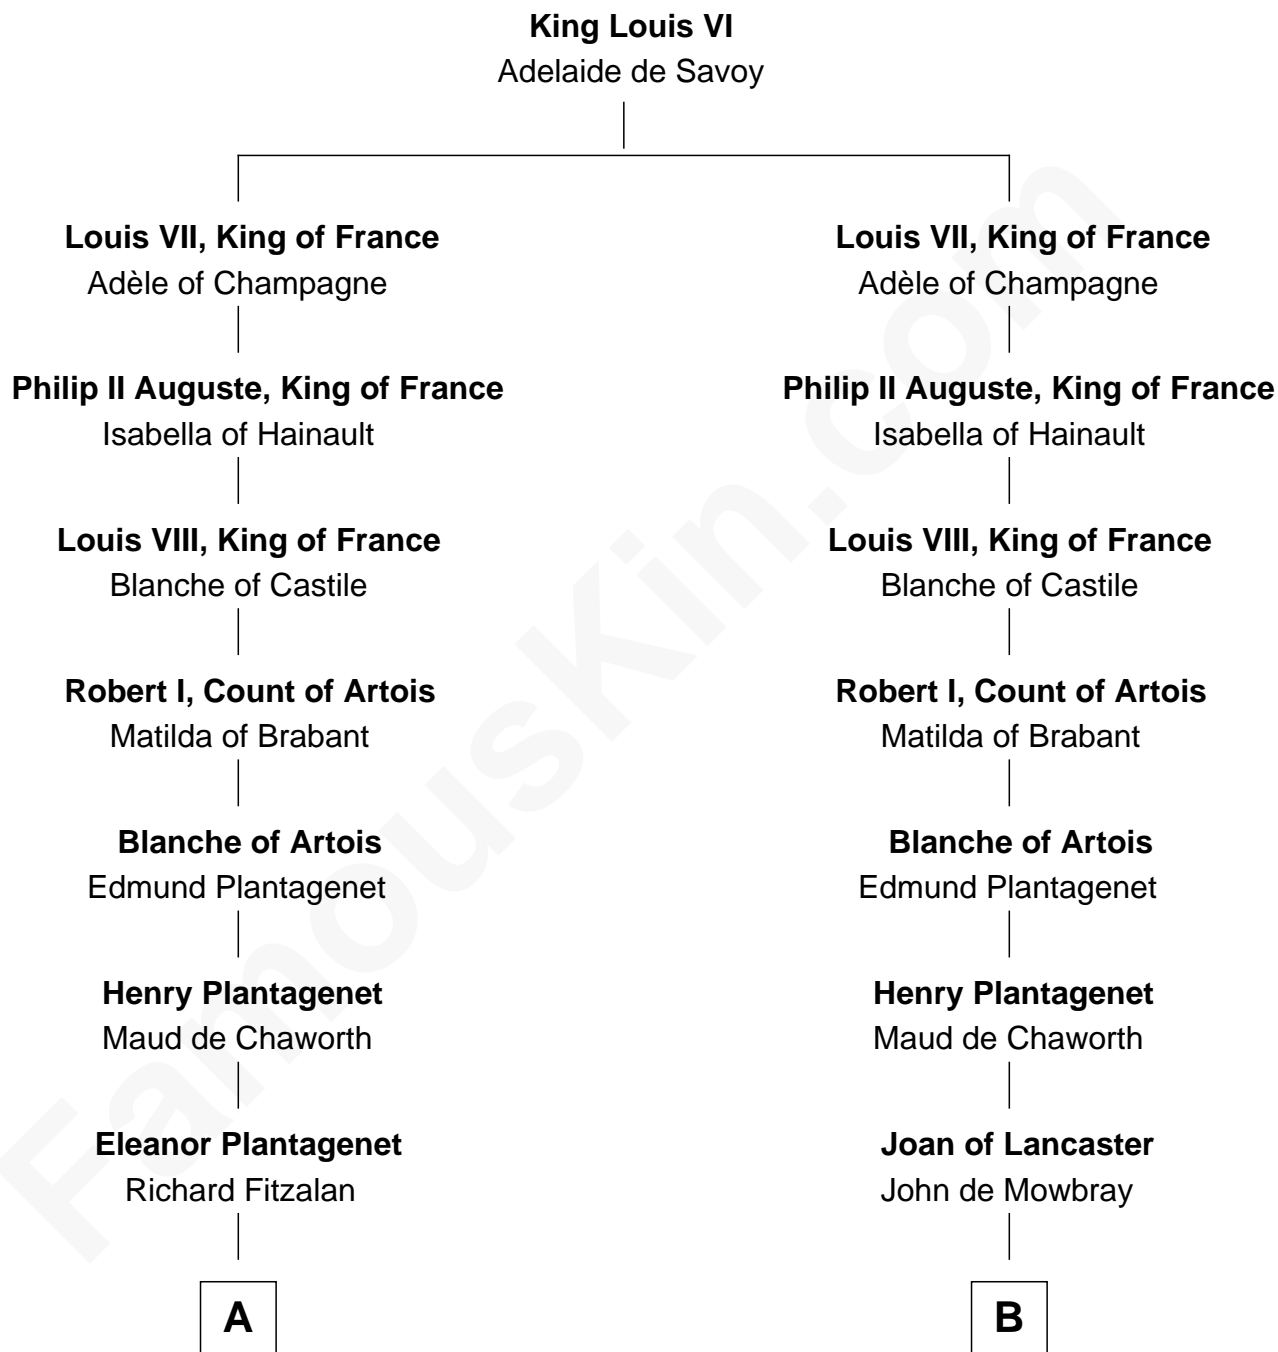 King Louis VI
Adelaide de Savoy
Louis VII, King of France
Adèle of Champagne
Louis VII, King of France
Adèle of Champagne
Philip II Auguste, King of France
Isabella of Hainault
Philip II Auguste, King of France
Isabella of Hainault
Louis VIII, King of France
Blanche of Castile
Louis VIII, King of France
Blanche of Castile
Robert I, Count of Artois
Matilda of Brabant
Robert I, Count of Artois
Matilda of Brabant
Blanche of Artois
Edmund Plantagenet
Blanche of Artois
Edmund Plantagenet
Henry Plantagenet
Maud de Chaworth
Henry Plantagenet
Maud de Chaworth
Eleanor Plantagenet
Richard Fitzalan
Joan of Lancaster
John de Mowbray
A
B
FamousKin.com